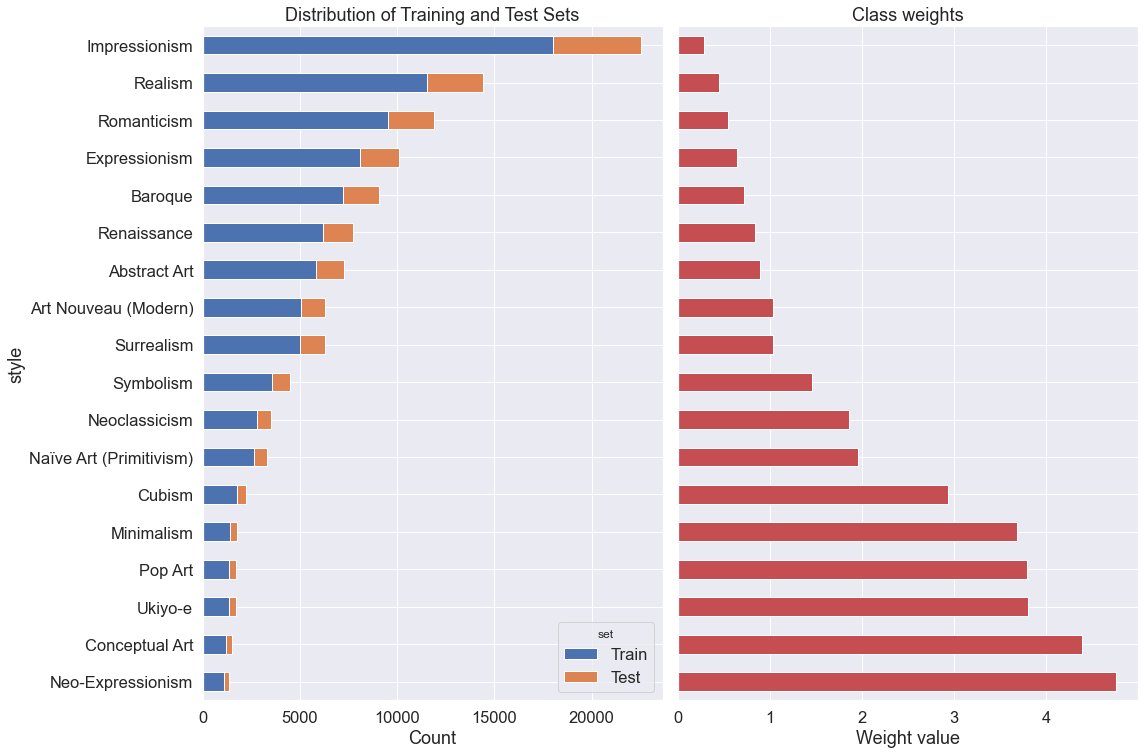 Distribution of Training and Test Sets
style
Impressionism
Realism
Romanticism
Expressionism
Baroque
Renaissance
Abstract Art
Art Nouveau (Modern)
Surrealism
Symbolism
Neoclassicism
Naïve Art (Primitivism)
Cubism
Minimalism
Pop Art
Ukiyo-e
Conceptual Art
Neo-Expressionism
set
Train
Test
0 5000 10000 15000 20000
Count
Class weights
0 1 2 3 4
Weight value